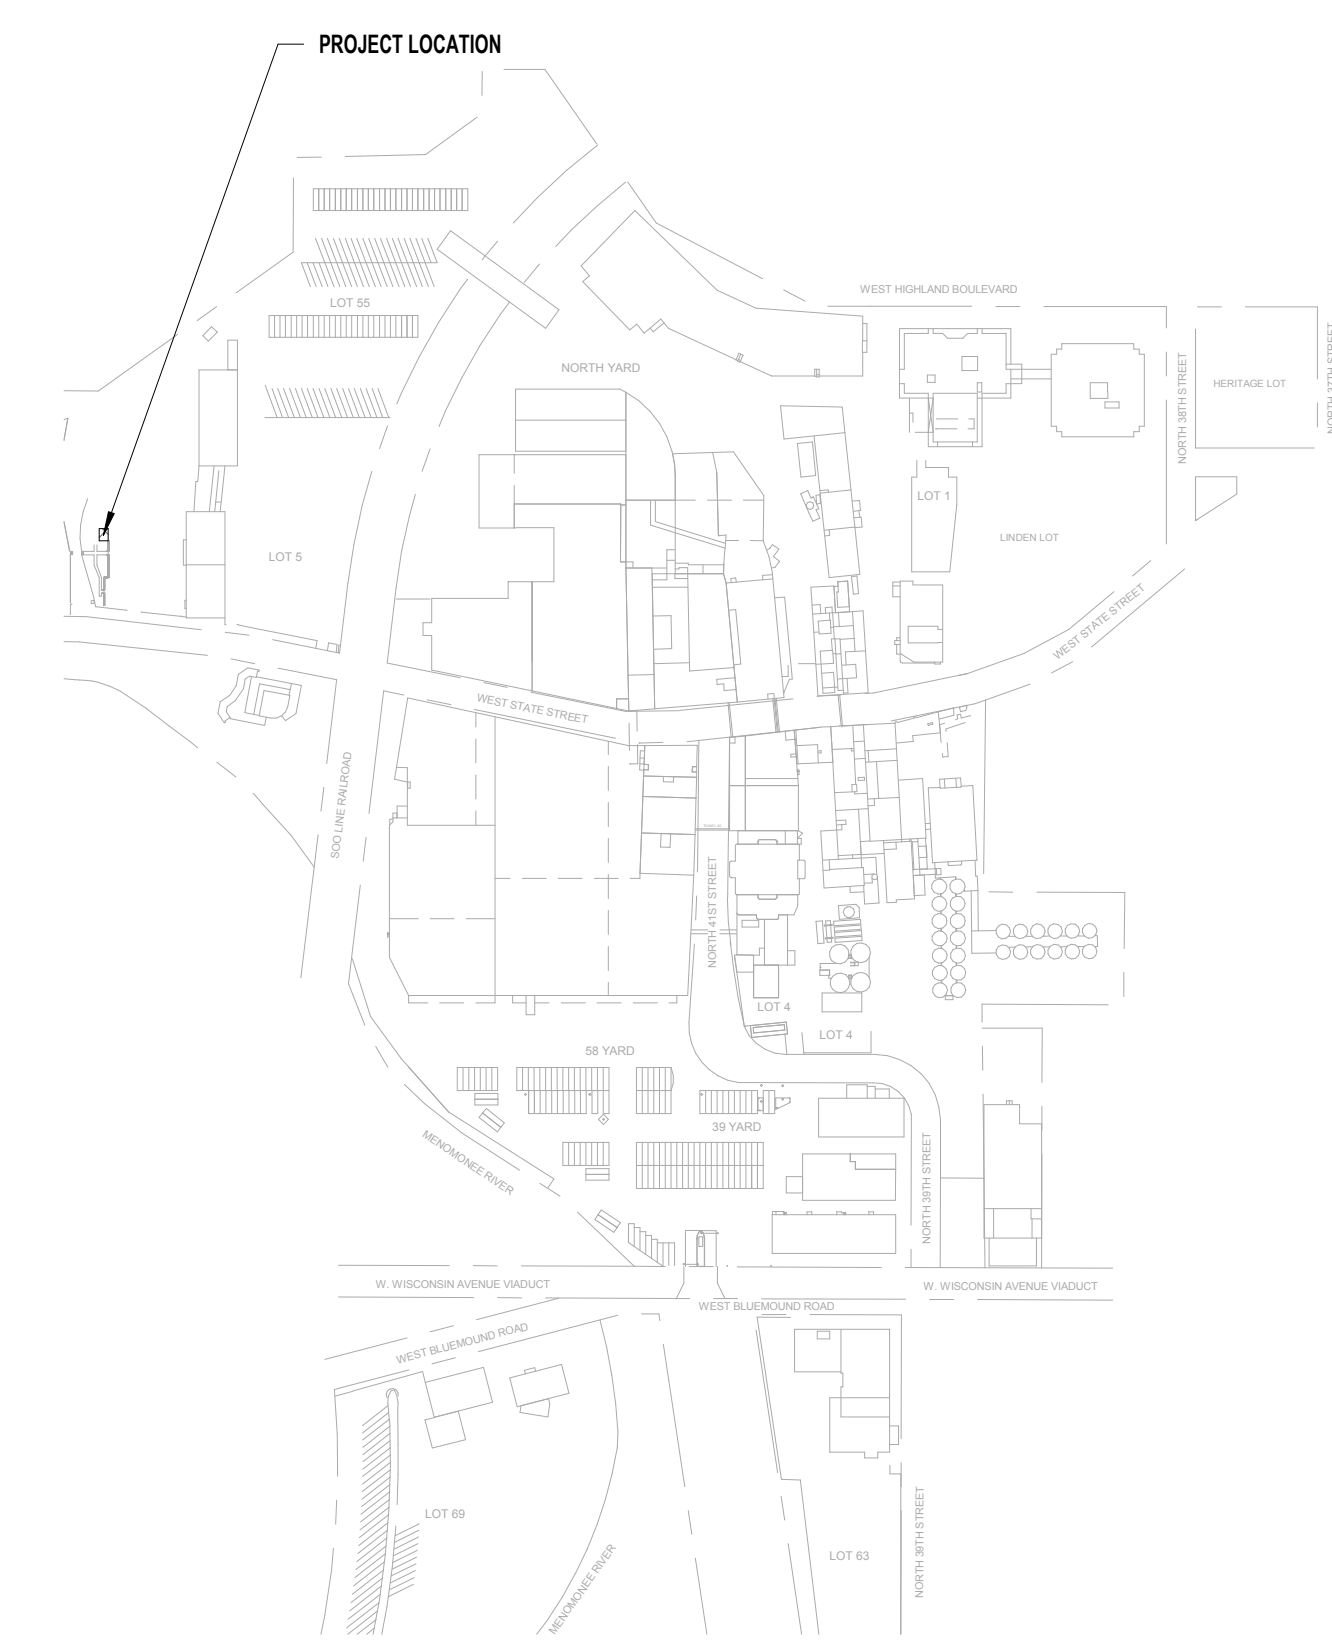 PROJECT LOCATION
WEST HIGHLAND BOULEVARD
LOT 55
NORTH 37TH STREET
NORTH YARD
NORTH 38TH STREET
HERITAGE LOT
LOT 1
LINDEN LOT
LOT 5
WEST STATE STREET
WEST STATE STREET
SOO LINE RAILROAD
NORTH 41ST STREET
LOT 4
LOT 4
58 YARD
39 YARD
MENOMONEE RIVER
NORTH 39TH STREET
W. WISCONSIN AVENUE VIADUCT
W. WISCONSIN AVENUE VIADUCT
WEST BLUEMOUND ROAD
WEST BLUEMOUND ROAD
LOT 69
NORTH 39TH STREET
LOT 63
MENOMONEE RIVER